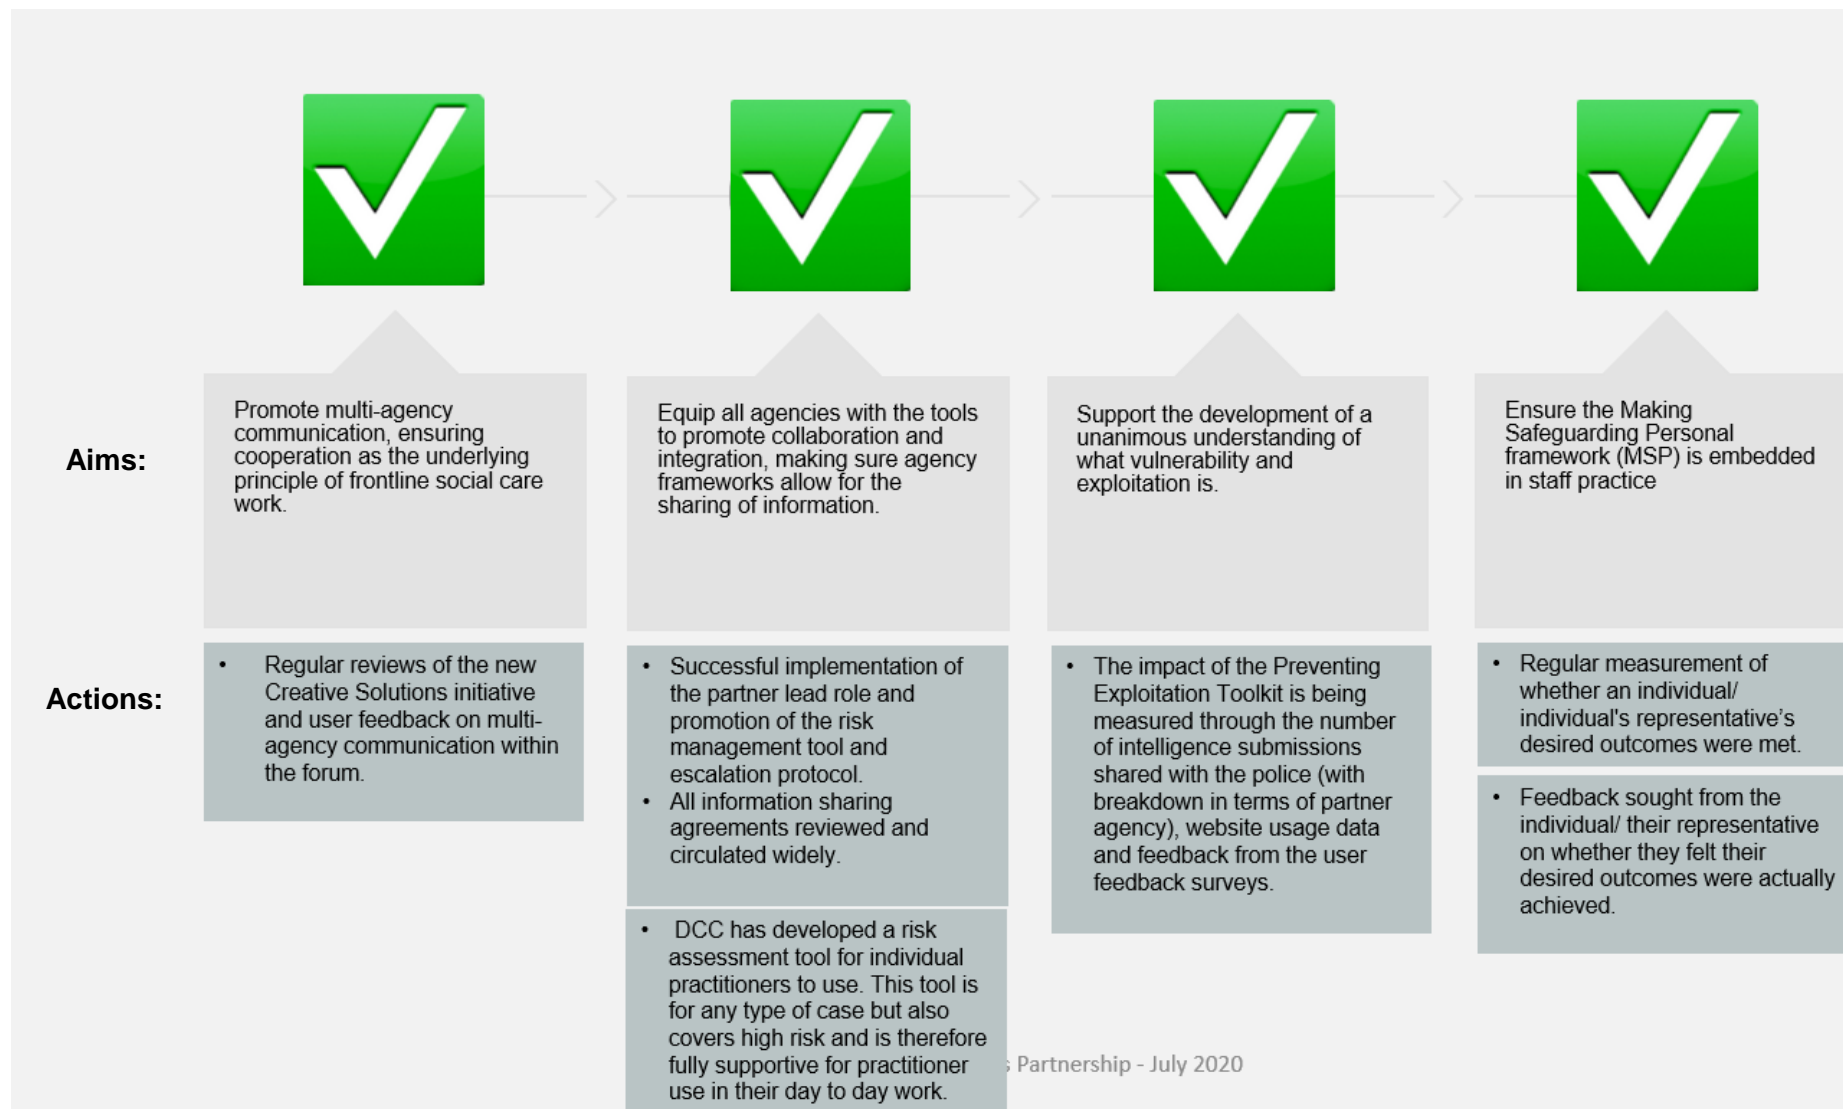 Aims:
Promote multi-agency
communication, ensuring
cooperation as the underlying
principle of frontline social care
work.
Equip all agencies with the tools
to promote collaboration and
integration, making sure agency
frameworks allow for the
sharing of information.
Support the development of a
unanimous understanding of
what vulnerability and
exploitation is.
Ensure the Making
Safeguarding Personal
framework (MSP) is embedded
in staff practice
Actions:
• Regular reviews of the new
Creative Solutions initiative
and user feedback on multi-
agency communication within
the forum.
• Successful implementation of
the partner lead role and
promotion of the risk
management tool and
escalation protocol.
• All information sharing
agreements reviewed and
circulated widely.
• DCC has developed a risk
assessment tool for individual
practitioners to use. This tool is
for any type of case but also
covers high risk and is therefore
fully supportive for practitioner
use in their day to day work.
• The impact of the Preventing
Exploitation Toolkit is being
measured through the number
of intelligence submissions
shared with the police (with
breakdown in terms of partner
agency), website usage data
and feedback from the user
feedback surveys.
• Regular measurement of
whether an individual/
individual's representative’s
desired outcomes were met.
• Feedback sought from the
individual/ their representative
on whether they felt their
desired outcomes were actually
achieved.
Partnership - July 2020